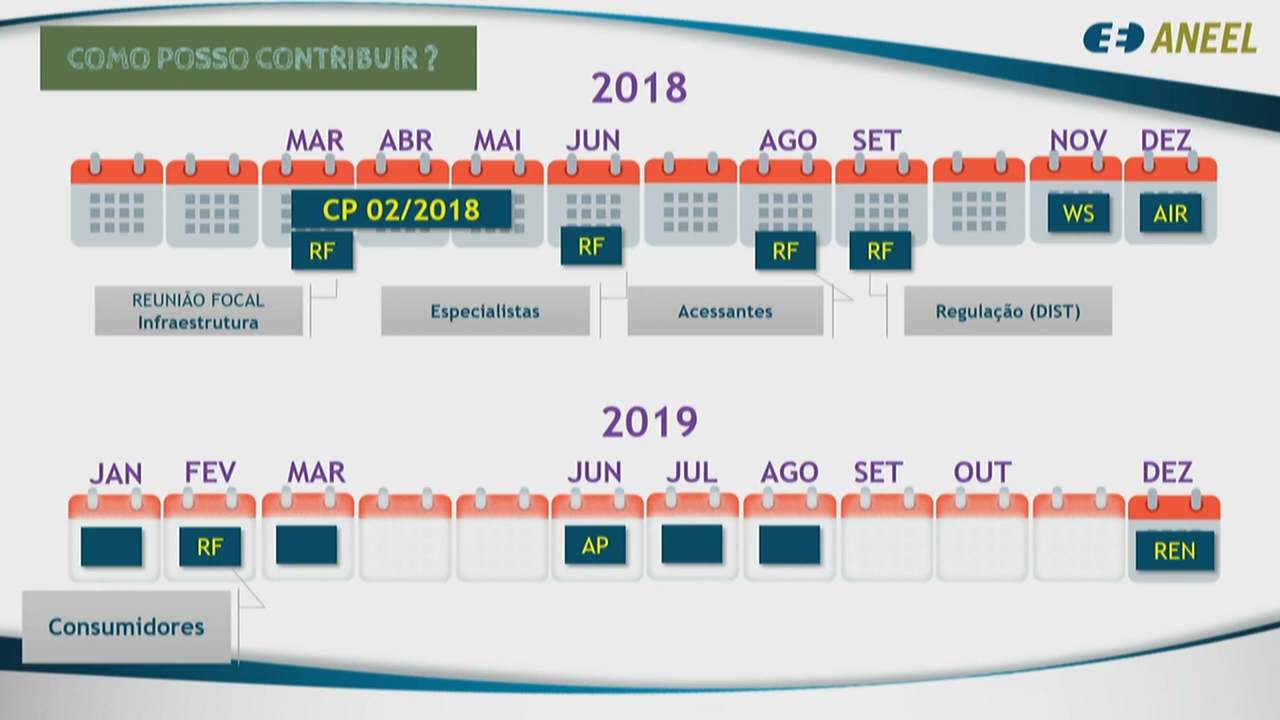 COMO POSSO CONTRIBUIR ?
ANEEL
2018
MAR ABR MAI JUN AGO SET NOV DEZ
CP 02/2018
WS AIR
RF RF RF RF
REUNIÃO FOCAL
Infraestrutura
Especialistas
Acessantes
Regulação (DIST)
2019
JAN FEV MAR JUN JUL AGO SET OUT DEZ
RF AP REN
Consumidores